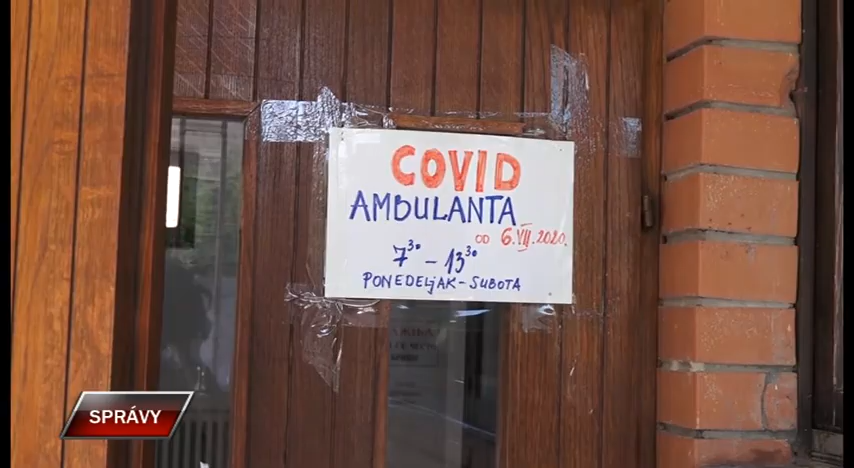 COVID
AMBULANTA
OD 6.VII.2020.
7³⁰ - 13³⁰
PONEDELjAK - SUBOTA
SPRÁVY